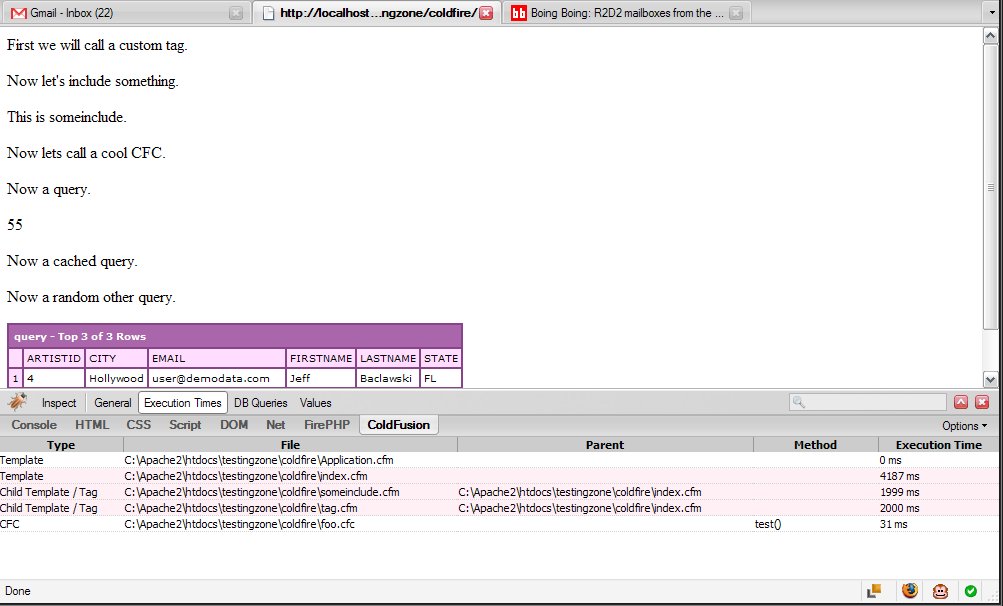 Gmail - Inbox (22)
http://localhost...ngzone/coldfire/
bb Boing Boing: R2D2 mailboxes from the ...
First we will call a custom tag.
Now let's include something.
This is someinclude.
Now lets call a cool CFC.
Now a query.
55
Now a cached query.
Now a random other query.
query - Top 3 of 3 Rows
ARTISTID CITY EMAIL FIRSTNAME LASTNAME STATE
1 4 Hollywood user@demodata.com Jeff Baclawski FL
Inspect General Execution Times DB Queries Values
Console HTML CSS Script DOM Net FirePHP ColdFusion Options
Type File Parent Method Execution Time
Template C:\Apache2\htdocs\testingzone\coldfire\Application.cfm 0 ms
Template C:\Apache2\htdocs\testingzone\coldfire\index.cfm 4187 ms
Child Template / Tag C:\Apache2\htdocs\testingzone\coldfire\someinclude.cfm C:\Apache2\htdocs\testingzone\coldfire\index.cfm 1999 ms
Child Template / Tag C:\Apache2\htdocs\testingzone\coldfire\tag.cfm C:\Apache2\htdocs\testingzone\coldfire\index.cfm 2000 ms
CFC C:\Apache2\htdocs\testingzone\coldfire\foo.cfc test() 31 ms
Done